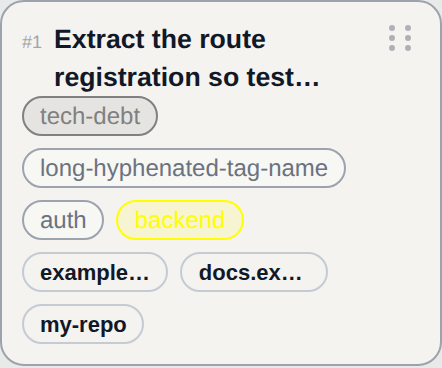 #1 Extract the route
registration so test…
tech-debt
long-hyphenated-tag-name
auth backend
example… docs.ex…
my-repo